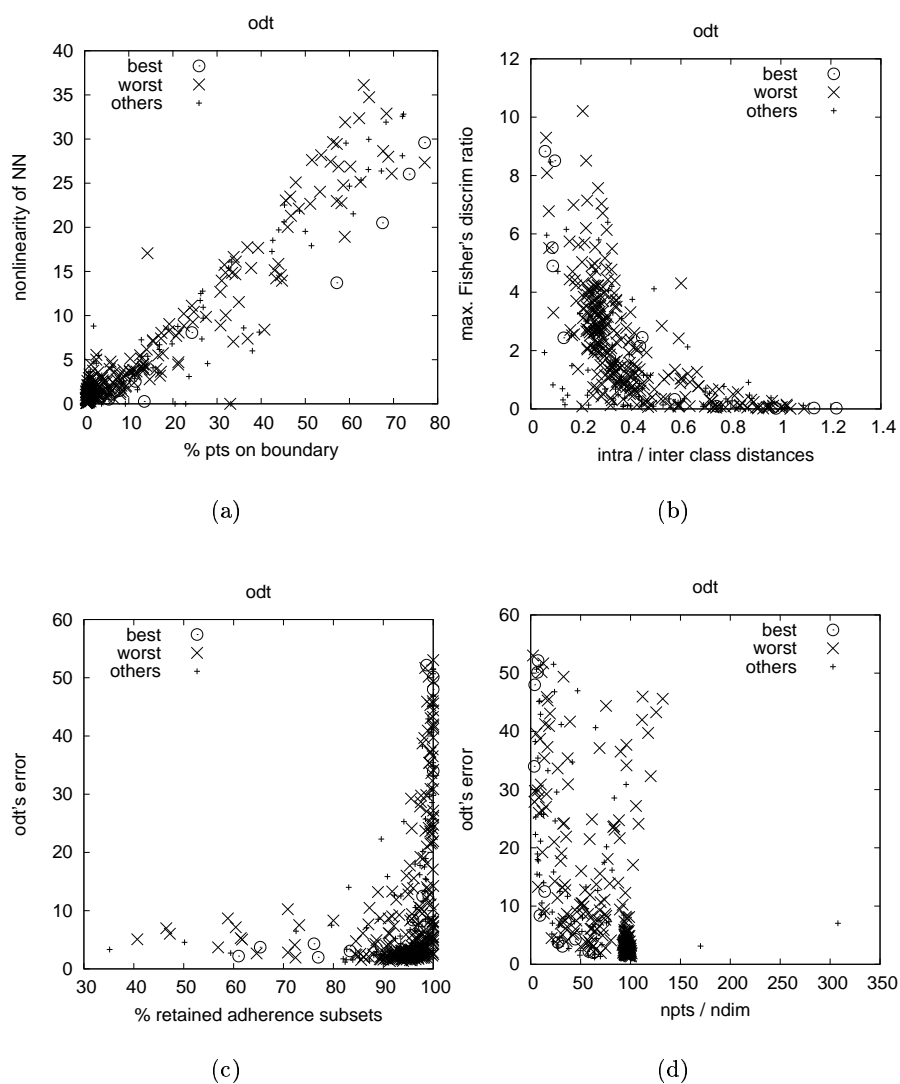 odt
nonlinearity of NN
40
35
30
25
20
15
10
5
0
best
worst
others
0 10 20 30 40 50 60 70 80
% pts on boundary
(a)
odt
max. Fisher's discrim ratio
12
10
8
6
4
2
0
best
worst
others
0 0.2 0.4 0.6 0.8 1 1.2 1.4
intra / inter class distances
(b)
odt
odt's error
60
50
40
30
20
10
0
best
worst
others
30 40 50 60 70 80 90 100
% retained adherence subsets
(c)
odt
odt's error
60
50
40
30
20
10
0
best
worst
others
0 50 100 150 200 250 300 350
npts / ndim
(d)